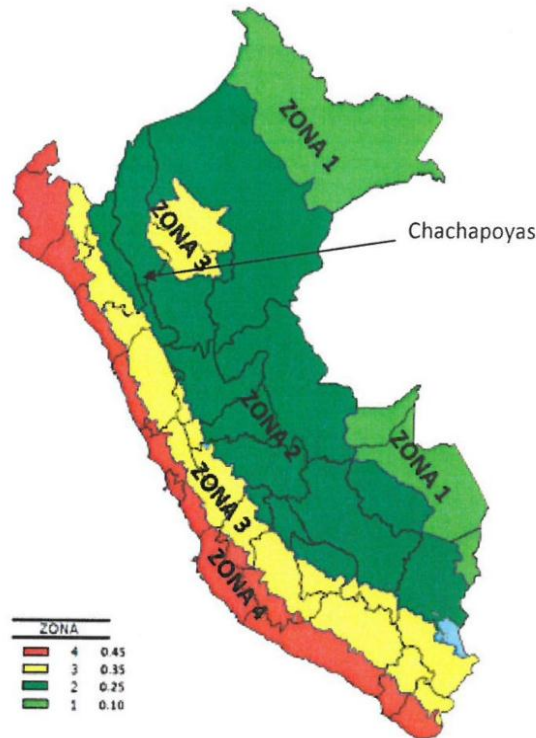 ZONA 1
ZONA 3
Chachapoyas
ZONA 2
ZONA 1
ZONA 3
ZONA 4
ZONA
4 0.45
3 0.35
2 0.25
1 0.10